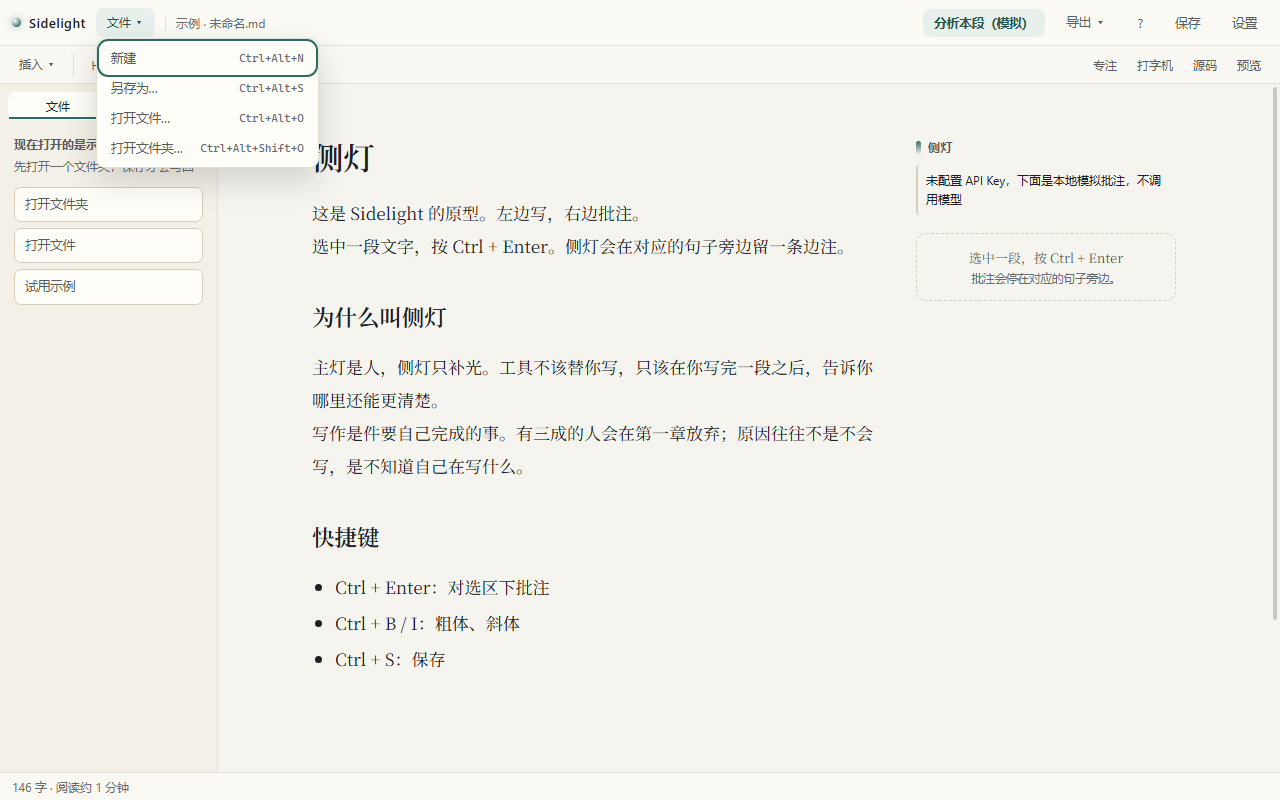 Sidelight 文件 ▾ 示例 · 未命名.md 分析本段（模拟） 导出 ▾ ? 保存 设置
插入 ▾ 专注 打字机 源码 预览
新建 Ctrl+Alt+N
另存为... Ctrl+Alt+S
打开文件... Ctrl+Alt+O
打开文件夹... Ctrl+Alt+Shift+O
文件
现在打开的是示
先打开一个文件夹，保存才会写回
打开文件夹
打开文件
试用示例
侧灯
这是 Sidelight 的原型。左边写，右边批注。
选中一段文字，按 Ctrl + Enter。侧灯会在对应的句子旁边留一条边注。
为什么叫侧灯
主灯是人，侧灯只补光。工具不该替你写，只该在你写完一段之后，告诉你
哪里还能更清楚。
写作是件要自己完成的事。有三成的人会在第一章放弃；原因往往不是不会
写，是不知道自己在写什么。
快捷键
• Ctrl + Enter：对选区下批注
• Ctrl + B / I：粗体、斜体
• Ctrl + S：保存
侧灯
未配置 API Key，下面是本地模拟批注，不调
用模型
选中一段，按 Ctrl + Enter
批注会停在对应的句子旁边。
146 字 · 阅读约 1 分钟